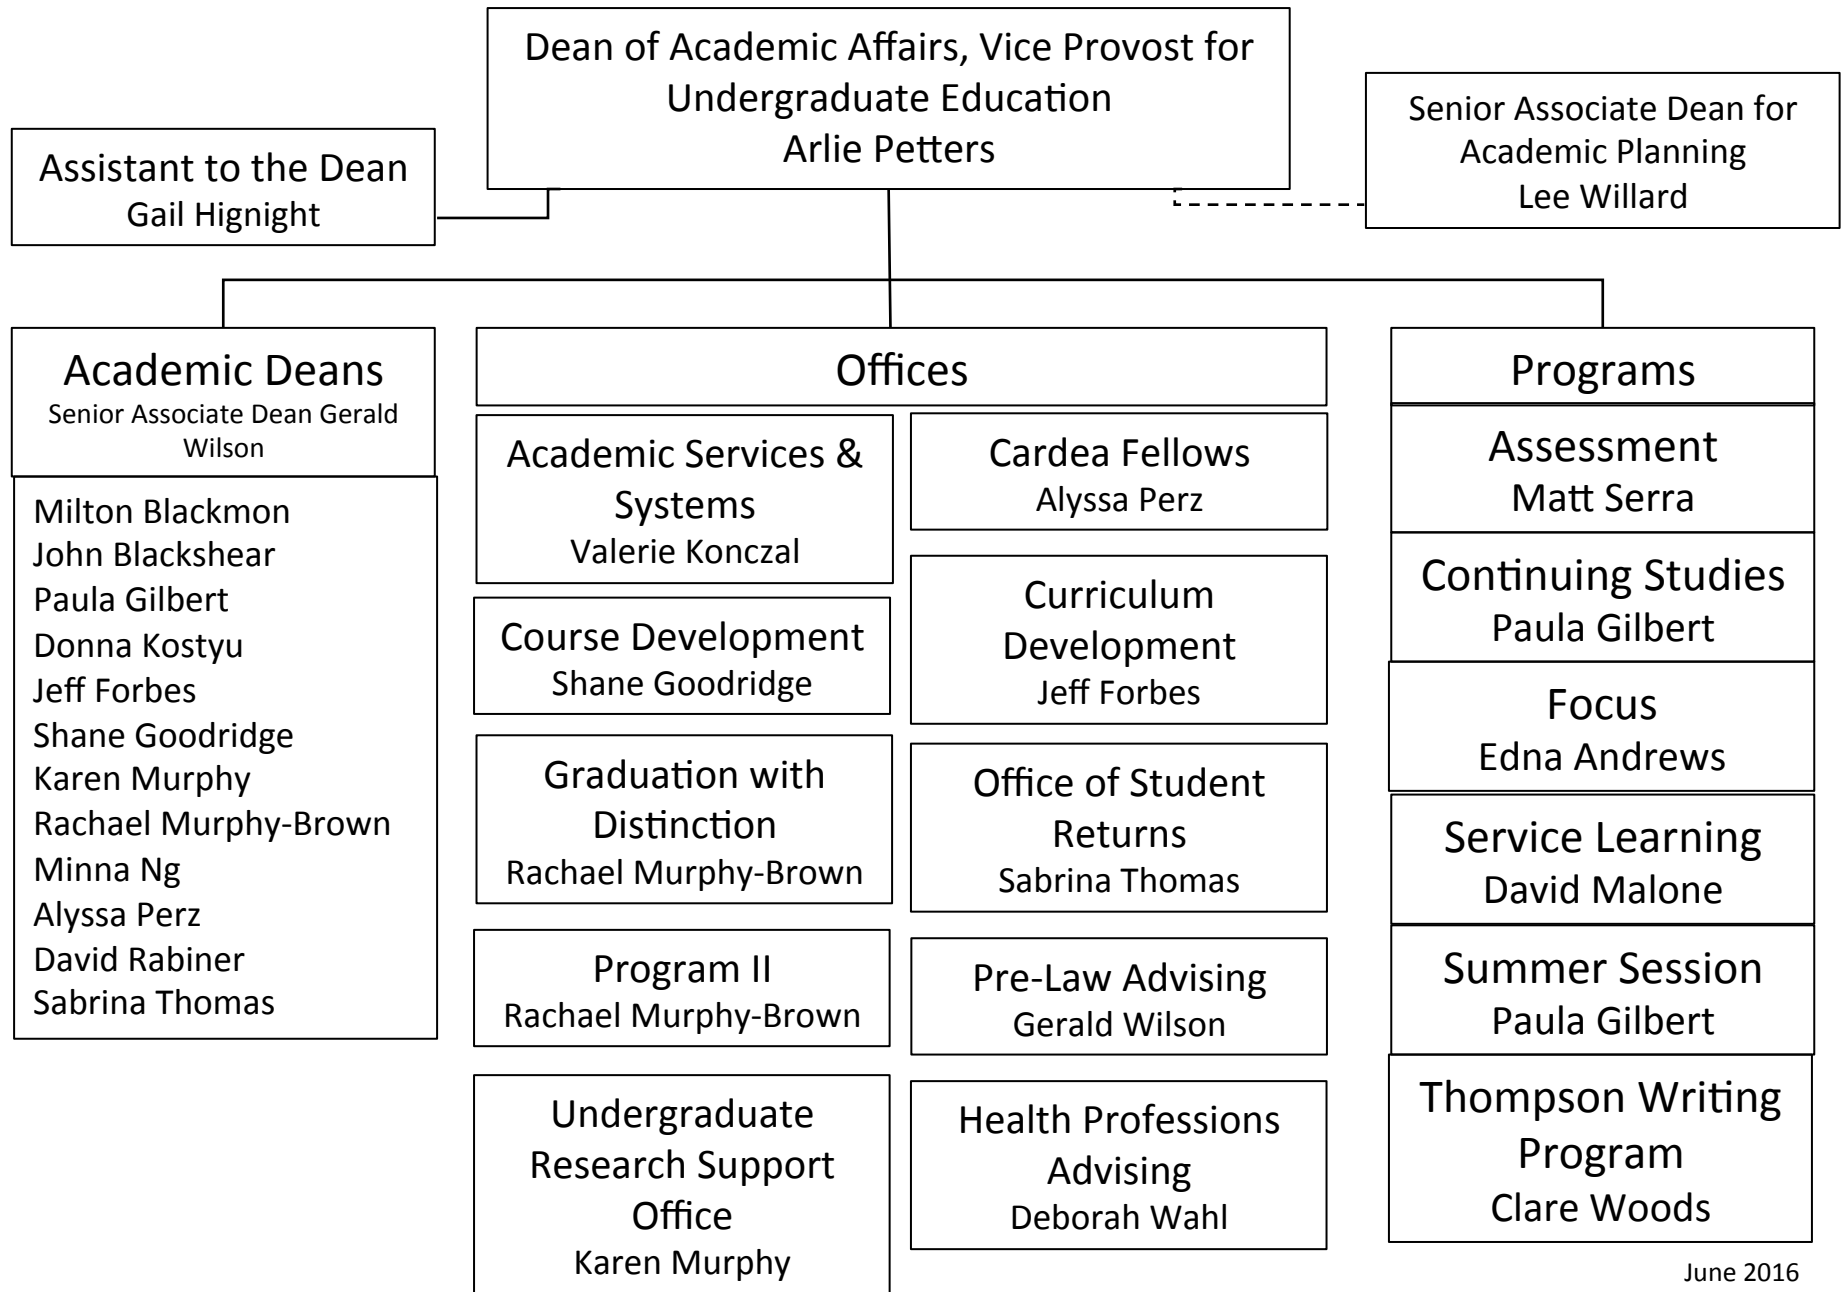 Dean of Academic Affairs, Vice Provost for
Undergraduate Education
Arlie Petters
Assistant to the Dean
Gail Hignight
Senior Associate Dean for
Academic Planning
Lee Willard
Academic Deans
Senior Associate Dean Gerald
Wilson
Milton Blackmon
John Blackshear
Paula Gilbert
Donna Kostyu
Jeff Forbes
Shane Goodridge
Karen Murphy
Rachael Murphy-Brown
Minna Ng
Alyssa Perz
David Rabiner
Sabrina Thomas
Offices
Academic Services &
Systems
Valerie Konczal
Course Development
Shane Goodridge
Graduation with
Distinction
Rachael Murphy-Brown
Program II
Rachael Murphy-Brown
Undergraduate
Research Support
Office
Karen Murphy
Cardea Fellows
Alyssa Perz
Curriculum
Development
Jeff Forbes
Office of Student
Returns
Sabrina Thomas
Pre-Law Advising
Gerald Wilson
Health Professions
Advising
Deborah Wahl
Programs
Assessment
Matt Serra
Continuing Studies
Paula Gilbert
Focus
Edna Andrews
Service Learning
David Malone
Summer Session
Paula Gilbert
Thompson Writing
Program
Clare Woods
June 2016